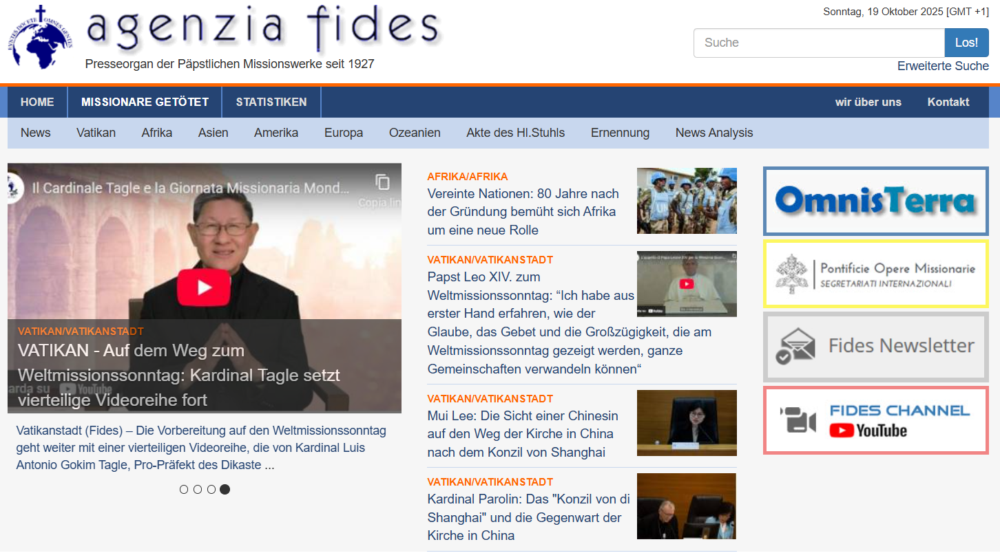 EUNTES DOCETE OMNES GENTES
agenzia fides
Presseorgan der Päpstlichen Missionswerke seit 1927
Sonntag, 19 Oktober 2025 [GMT +1]
Suche
Los!
Erweiterte Suche
HOME
MISSIONARE GETÖTET
STATISTIKEN
wir über uns
Kontakt
News
Vatikan
Afrika
Asien
Amerika
Europa
Ozeanien
Akte des Hl.Stuhls
Ernennung
News Analysis
Il Cardinale Tagle e la Giornata Missionaria Mond...
Copia lin
VATIKAN/VATIKANSTADT
VATIKAN - Auf dem Weg zum
Weltmissionssonntag: Kardinal Tagle setzt
arda su YouTube
vierteilige Videoreihe fort
Vatikanstadt (Fides) – Die Vorbereitung auf den Weltmissionssonntag
geht weiter mit einer vierteiligen Videoreihe, die von Kardinal Luis
Antonio Gokim Tagle, Pro-Präfekt des Dikaste ...
AFRIKA/AFRIKA
Vereinte Nationen: 80 Jahre nach
der Gründung bemüht sich Afrika
um eine neue Rolle
UN
VATIKAN/VATIKANSTADT
Papst Leo XIV. zum
Weltmissionssonntag: “Ich habe aus
erster Hand erfahren, wie der
Glaube, das Gebet und die Großzügigkeit, die am
Weltmissionssonntag gezeigt werden, ganze
Gemeinschaften verwandeln können“
YouTube
VATIKAN/VATIKANSTADT
Mui Lee: Die Sicht einer Chinesin
auf den Weg der Kirche in China
nach dem Konzil von Shanghai
VATIKAN/VATIKANSTADT
Kardinal Parolin: Das "Konzil von di
Shanghai" und die Gegenwart der
Kirche in China
OmnisTerra
Pontificie Opere Missionarie
SEGRETARIATI INTERNAZIONALI
Fides Newsletter
FIDES CHANNEL
YouTube